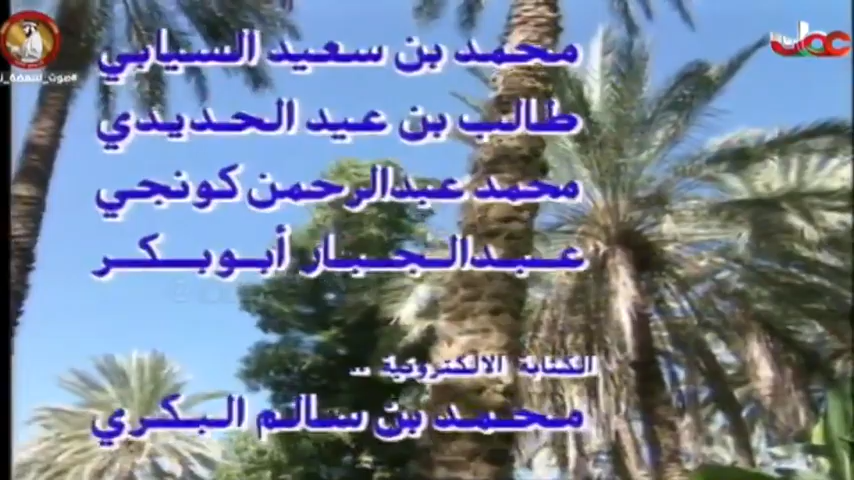 محمد بن سعيد السيابي
طالب بن عيد الحديدي
محمد عبدالرحمن كونجي
عبدالجبار أبوبكر
الكتابة الالكترونية ..
محمد بن سالم البكري
عمان